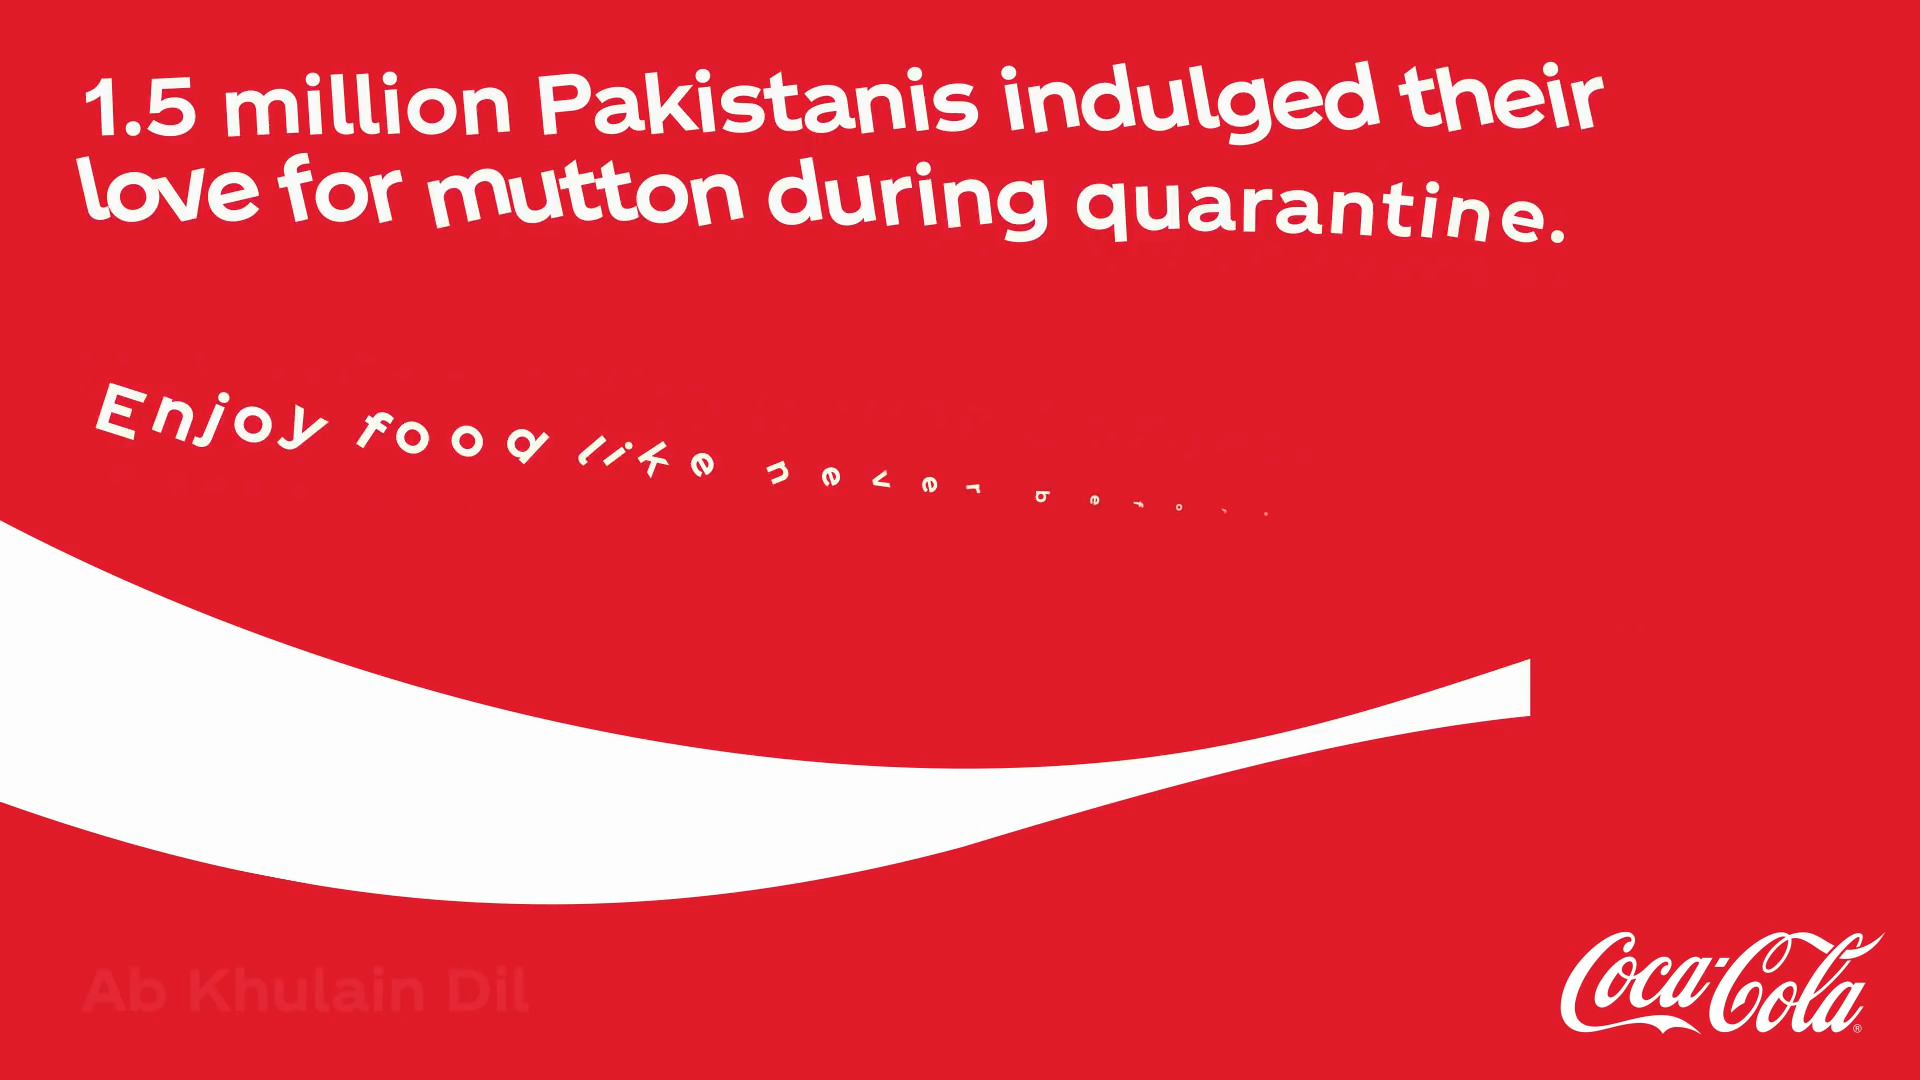 1.5 million Pakistanis indulged their
love for mutton during quarantine.
Enjoy food like never befor.
Ab Khulain Dil
Coca-Cola®